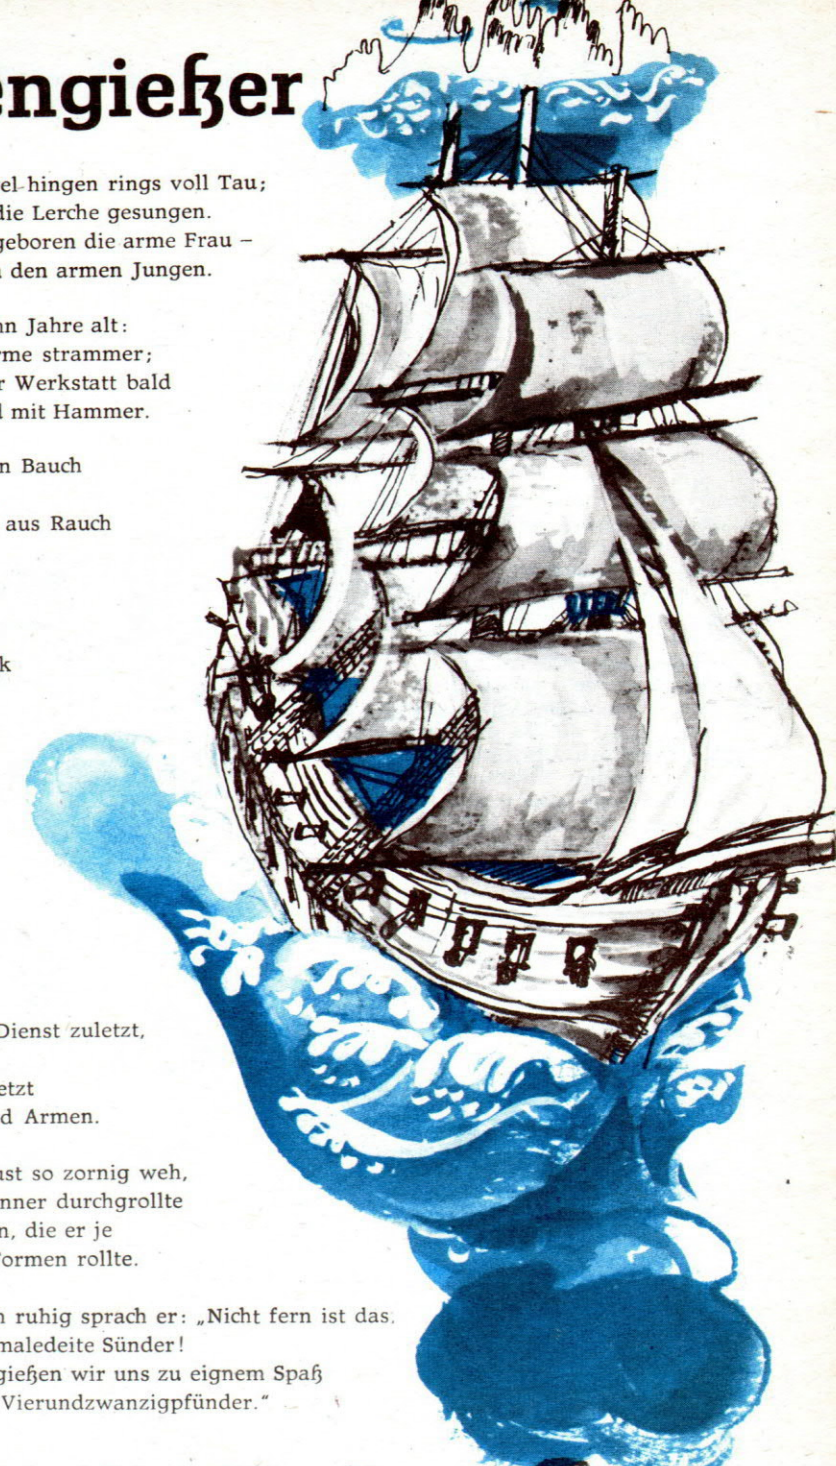 engießer
el hingen rings voll Tau;
die Lerche gesungen.
geboren die arme Frau –
den armen Jungen.
nn Jahre alt:
rme strammer;
r Werkstatt bald
d mit Hammer.
n Bauch
aus Rauch
k
Dienst zuletzt,
etzt
d Armen.
ust so zornig weh,
nner durchgrollte
n, die er je
Formen rollte.
n ruhig sprach er: „Nicht fern ist das,
maledeite Sünder!
gießen wir uns zu eignem Spaß
Vierundzwanzigpfünder.“